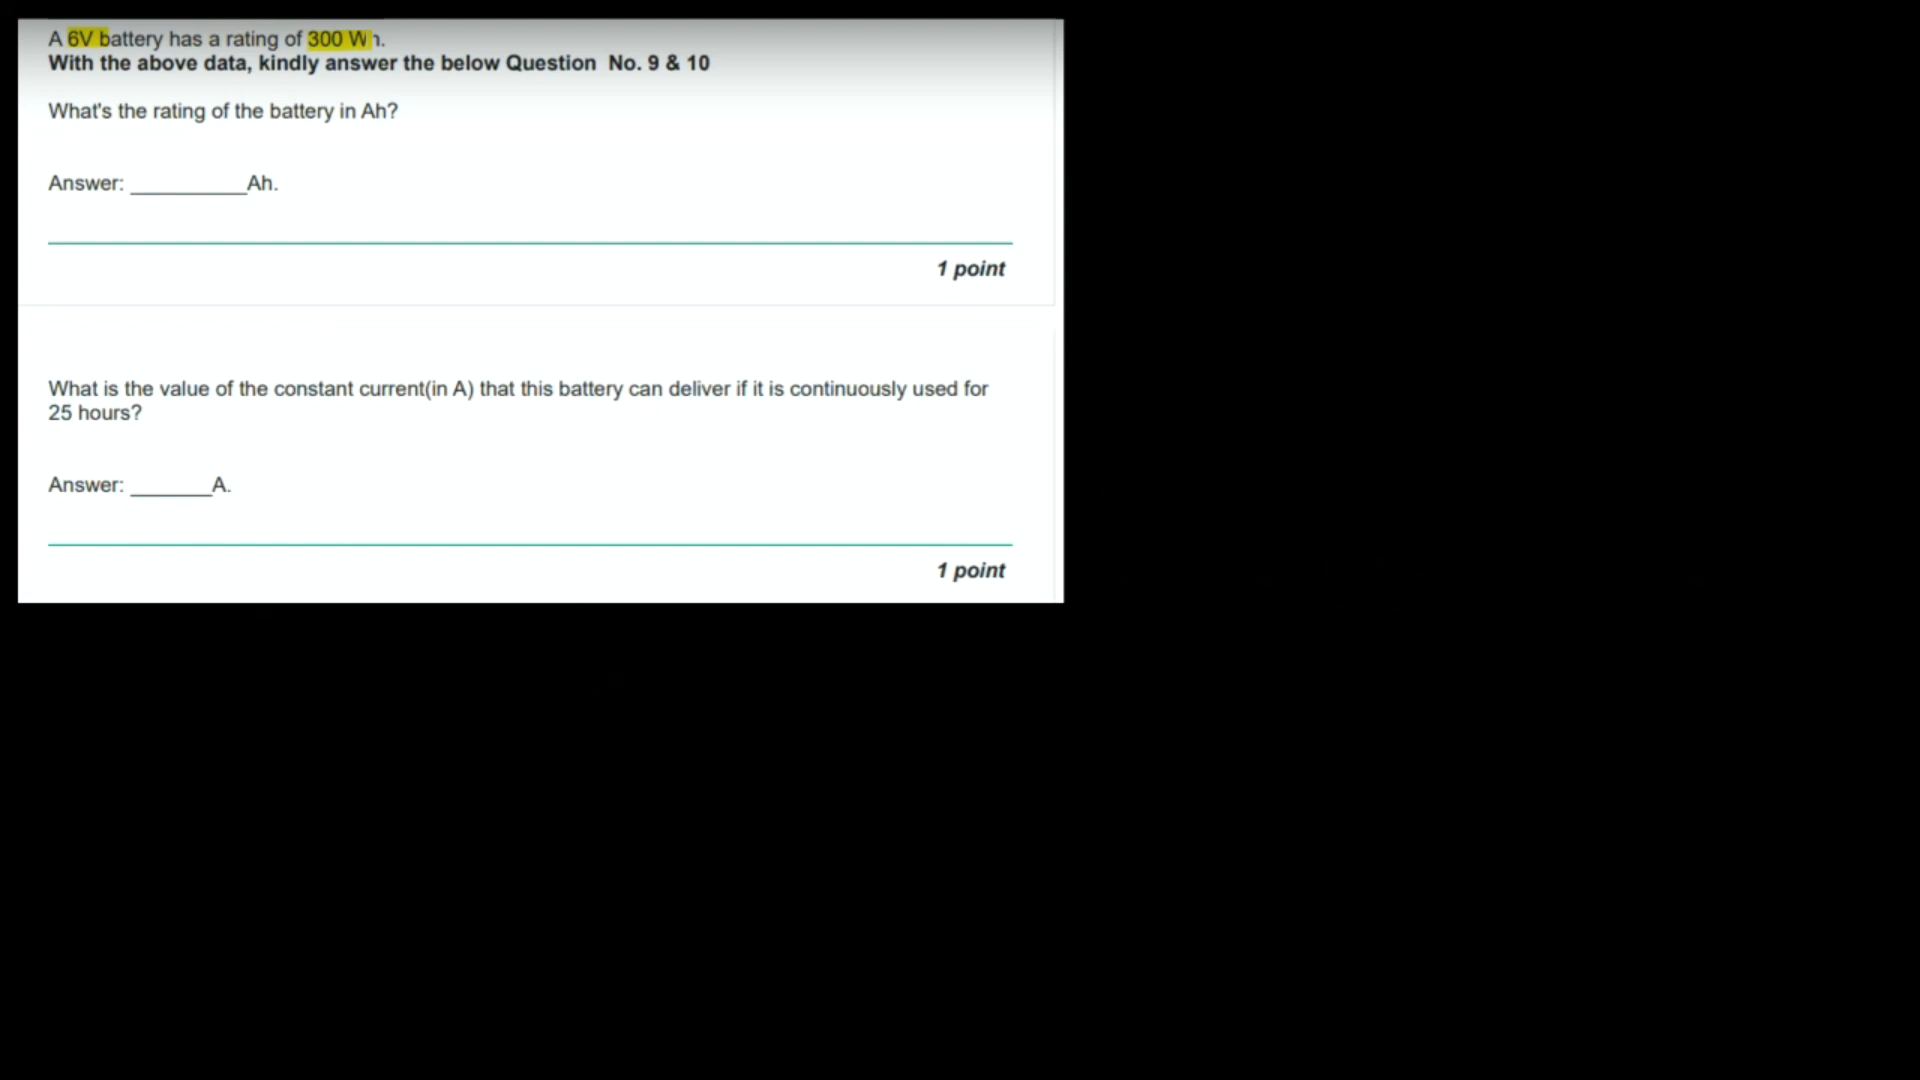 A 6V battery has a rating of 300 Wh.
With the above data, kindly answer the below Question No. 9 & 10
What's the rating of the battery in Ah?
Answer: __________Ah.
1 point
What is the value of the constant current(in A) that this battery can deliver if it is continuously used for
25 hours?
Answer: _______A.
1 point